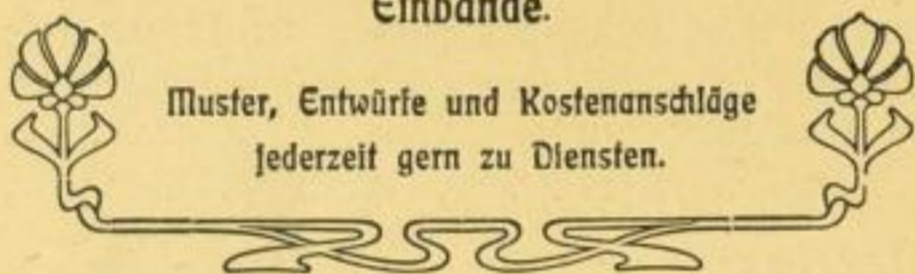 Einbände.
Muster, Entwürfe und Kostenanschläge
jederzeit gern zu Diensten.